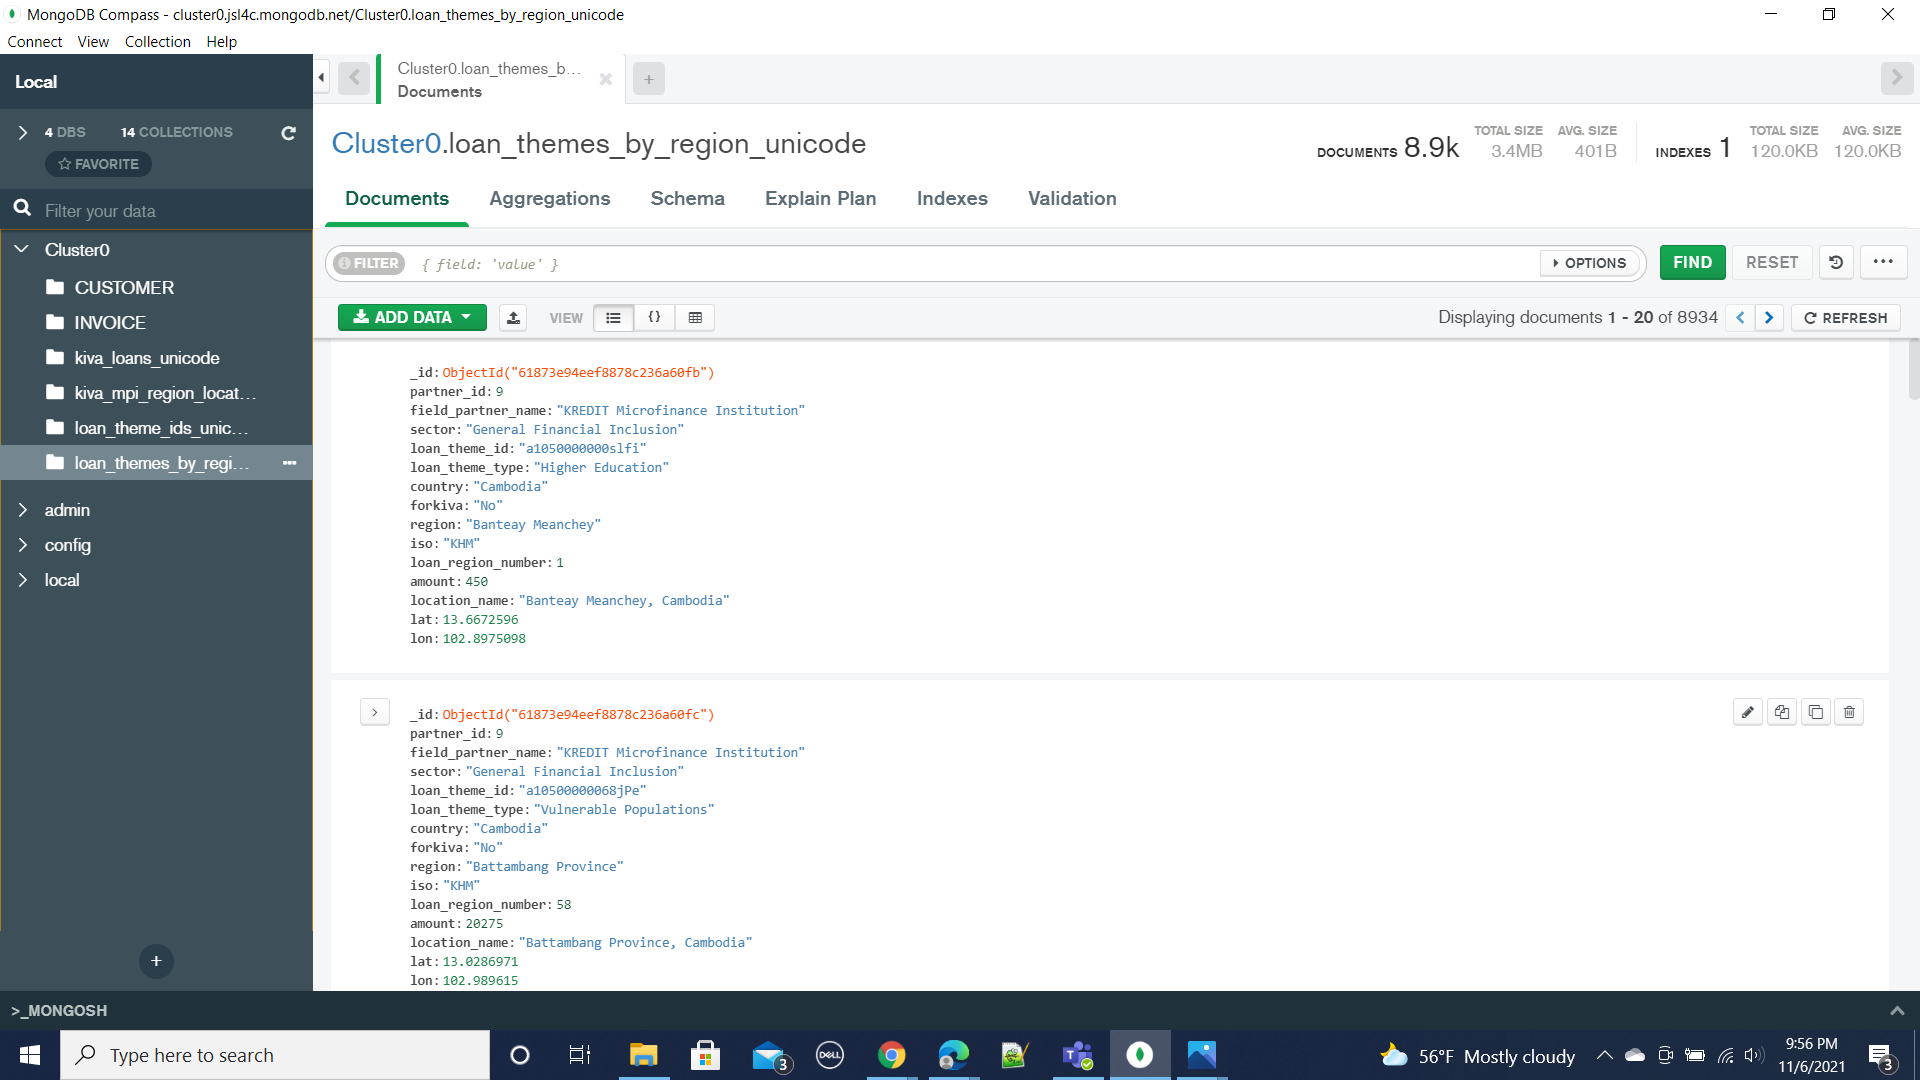 MongoDB Compass - cluster0.jsl4c.mongodb.net/Cluster0.loan_themes_by_region_unicode
Connect View Collection Help
Local
4 DBS 14 COLLECTIONS
FAVORITE
Filter your data
Cluster0
CUSTOMER
INVOICE
kiva_loans_unicode
kiva_mpi_region_locat...
loan_theme_ids_unic...
loan_themes_by_regi...
admin
config
local
Cluster0.loan_themes_b...
Documents
Cluster0.loan_themes_by_region_unicode
DOCUMENTS 8.9k TOTAL SIZE 3.4MB AVG. SIZE 401B INDEXES 1 TOTAL SIZE 120.0KB AVG. SIZE 120.0KB
Documents Aggregations Schema Explain Plan Indexes Validation
FILTER { field: 'value' } OPTIONS FIND RESET
ADD DATA VIEW Displaying documents 1 - 20 of 8934 REFRESH
_id: ObjectId("61873e94eef8878c236a60fb")
partner_id: 9
field_partner_name: "KREDIT Microfinance Institution"
sector: "General Financial Inclusion"
loan_theme_id: "a1050000000slfi"
loan_theme_type: "Higher Education"
country: "Cambodia"
forkiva: "No"
region: "Banteay Meanchey"
iso: "KHM"
loan_region_number: 1
amount: 450
location_name: "Banteay Meanchey, Cambodia"
lat: 13.6672596
lon: 102.8975098
_id: ObjectId("61873e94eef8878c236a60fc")
partner_id: 9
field_partner_name: "KREDIT Microfinance Institution"
sector: "General Financial Inclusion"
loan_theme_id: "a10500000068jPe"
loan_theme_type: "Vulnerable Populations"
country: "Cambodia"
forkiva: "No"
region: "Battambang Province"
iso: "KHM"
loan_region_number: 58
amount: 20275
location_name: "Battambang Province, Cambodia"
lat: 13.0286971
lon: 102.989615
>_MONGOSH
Type here to search
3
DELL
56°F Mostly cloudy
9:56 PM
11/6/2021
3